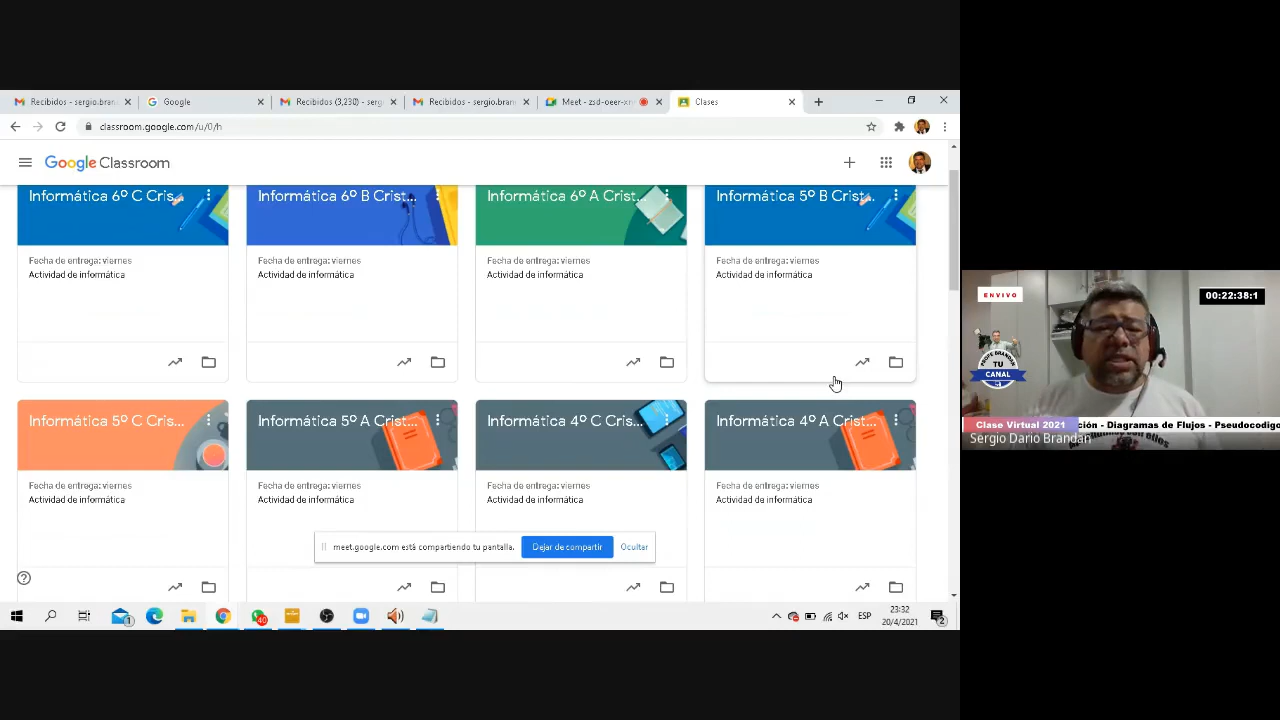 Recibidos - sergio.bran
Google
Recibidos (3,230) - serg
Recibidos - sergio.bran
Meet - zsd-oeer-xn
Clases
classroom.google.com/u/0/h
Google Classroom
Informática 6º C Cris...
Informática 6º B Crist...
Informática 6º A Crist...
Informática 5º B Crist...
Fecha de entrega: viernes
Actividad de informática
Fecha de entrega: viernes
Actividad de informática
Fecha de entrega: viernes
Actividad de informática
Fecha de entrega: viernes
Actividad de informática
Informática 5º C Cris...
Informática 5º A Crist...
Informática 4º C Cris...
Informática 4º A Crist...
Fecha de entrega: viernes
Actividad de informática
Fecha de entrega: viernes
Actividad de informática
Fecha de entrega: viernes
Actividad de informática
Fecha de entrega: viernes
Actividad de informática
meet.google.com está compartiendo tu pantalla.
Dejar de compartir
Ocultar
40
1
ESP
23:32
20/4/2021
2
ENVIVO
00:22:38:1
PROFE BRANDAN
TU
CANAL
Clase Virtual 2021
ción - Diagramas de Flujos - Pseudocodigo
Sergio Dario Brandan